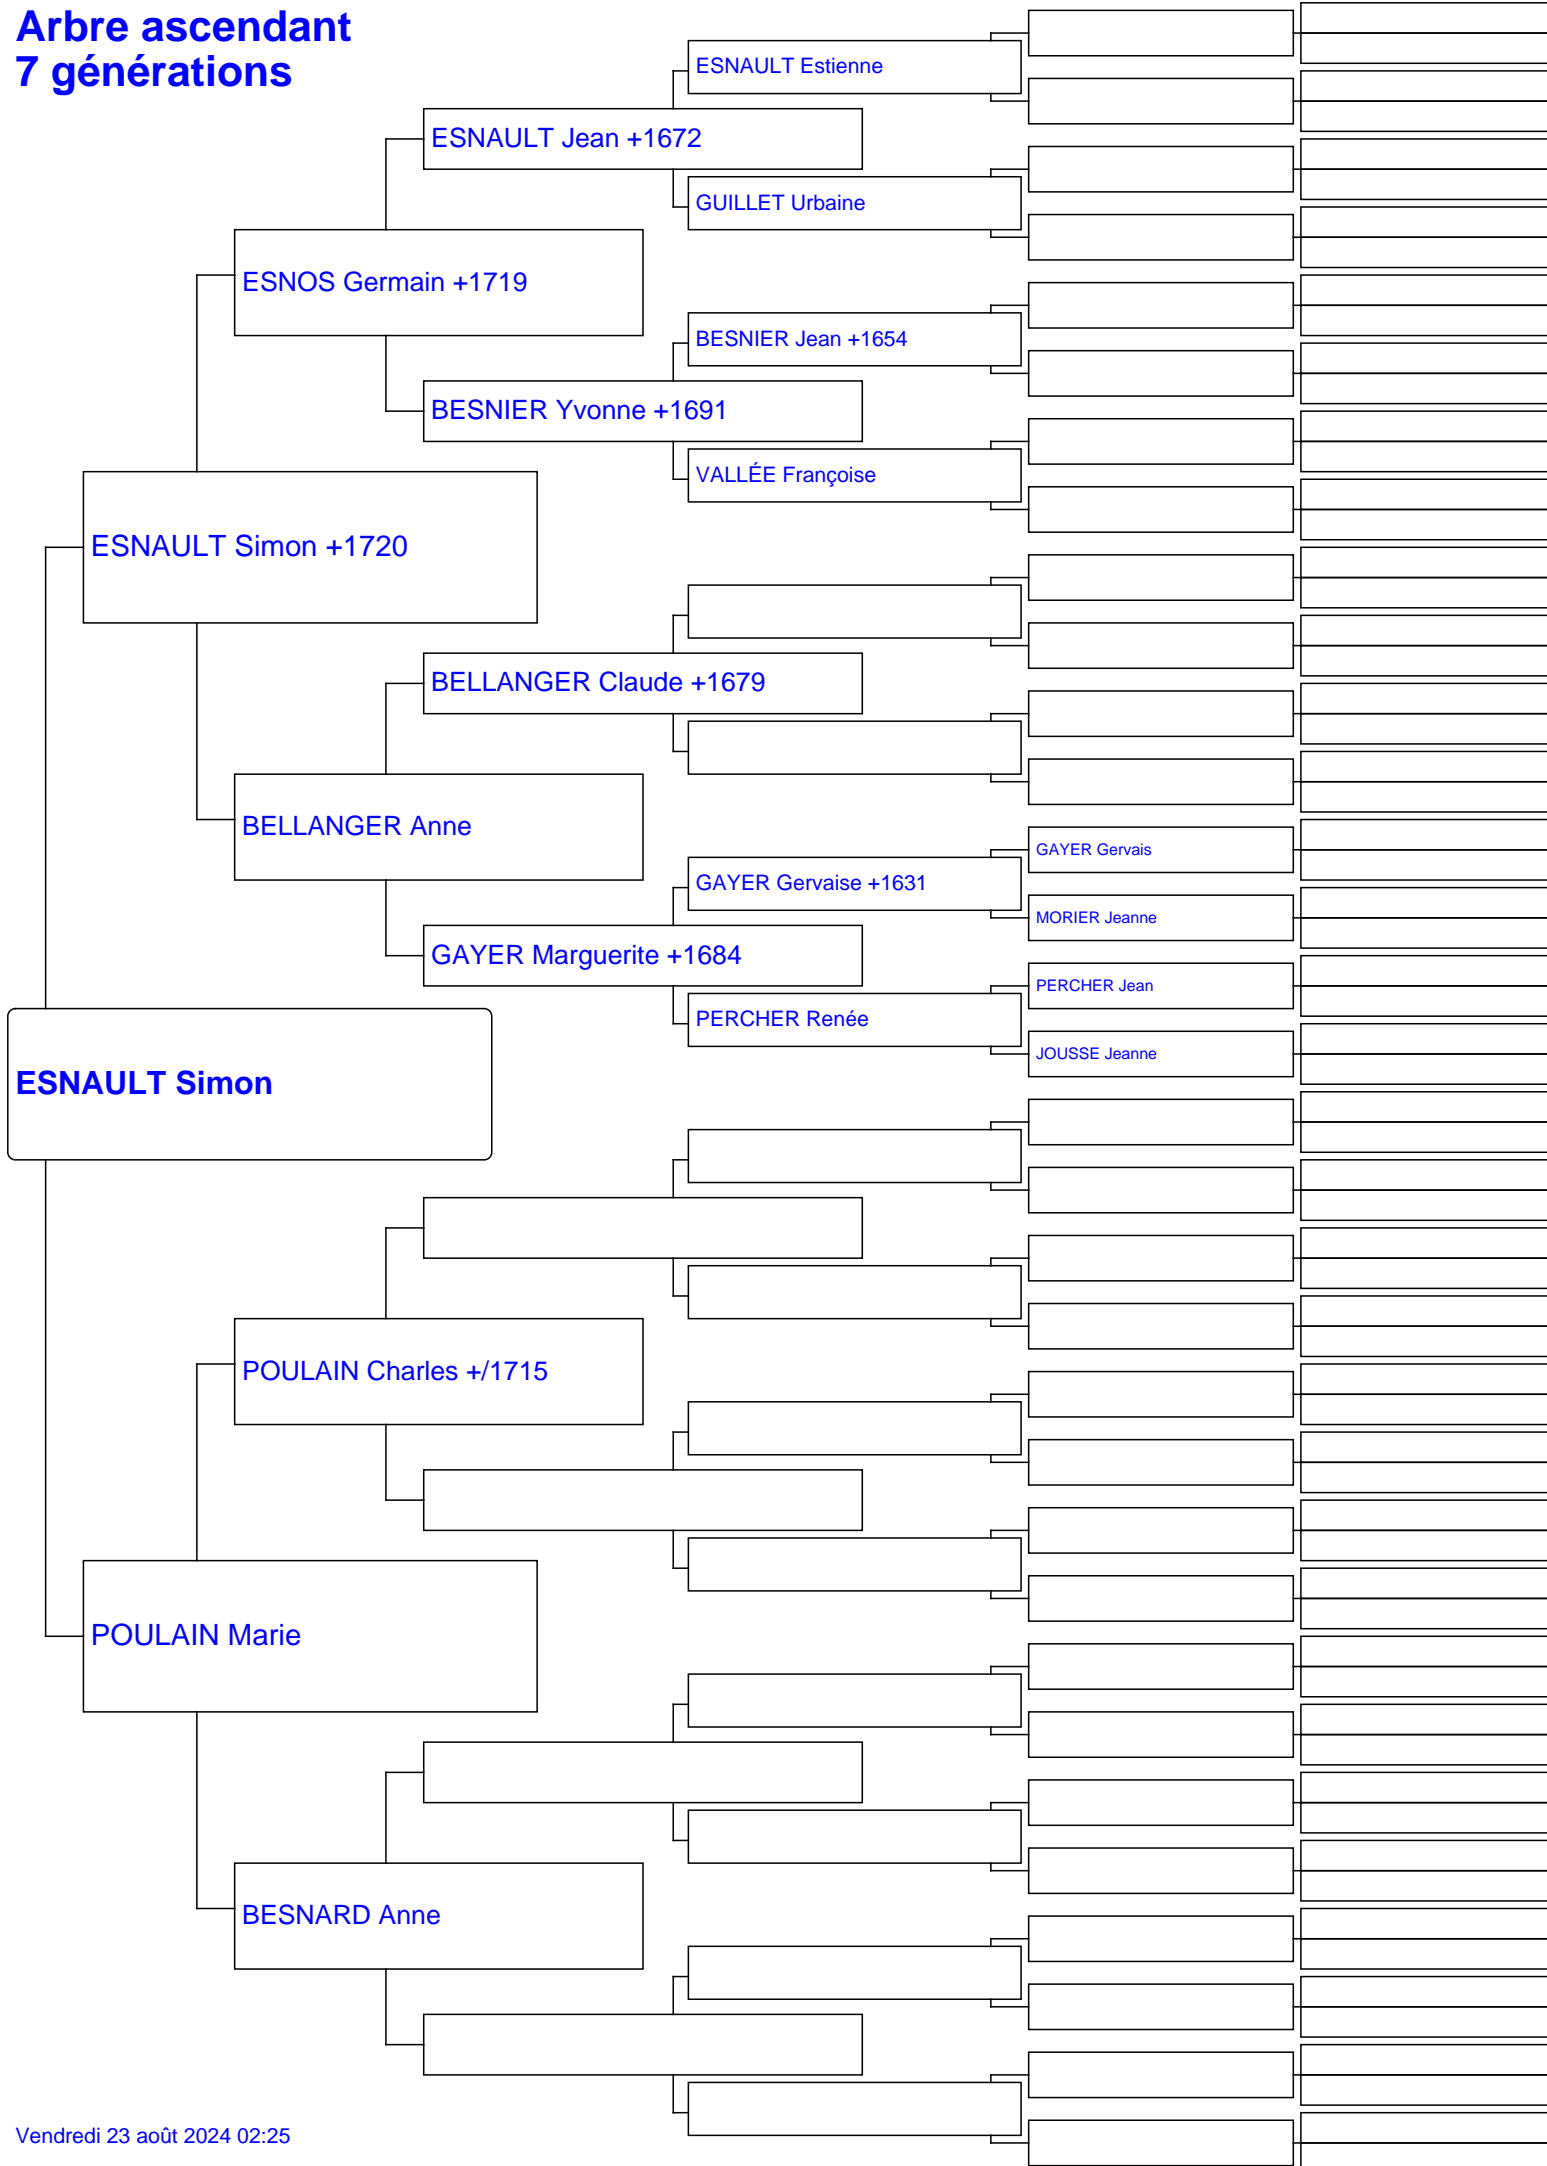 Arbre ascendant
7 générations
ESNAULT Estienne
ESNAULT Jean +1672
GUILLET Urbaine
ESNOS Germain +1719
BESNIER Jean +1654
BESNIER Yvonne +1691
VALLÉE Françoise
ESNAULT Simon +1720
BELLANGER Claude +1679
BELLANGER Anne
GAYER Gervais
GAYER Gervaise +1631
MORIER Jeanne
GAYER Marguerite +1684
PERCHER Jean
PERCHER Renée
JOUSSE Jeanne
ESNAULT Simon
POULAIN Charles +/1715
POULAIN Marie
BESNARD Anne
Vendredi 23 août 2024 02:25